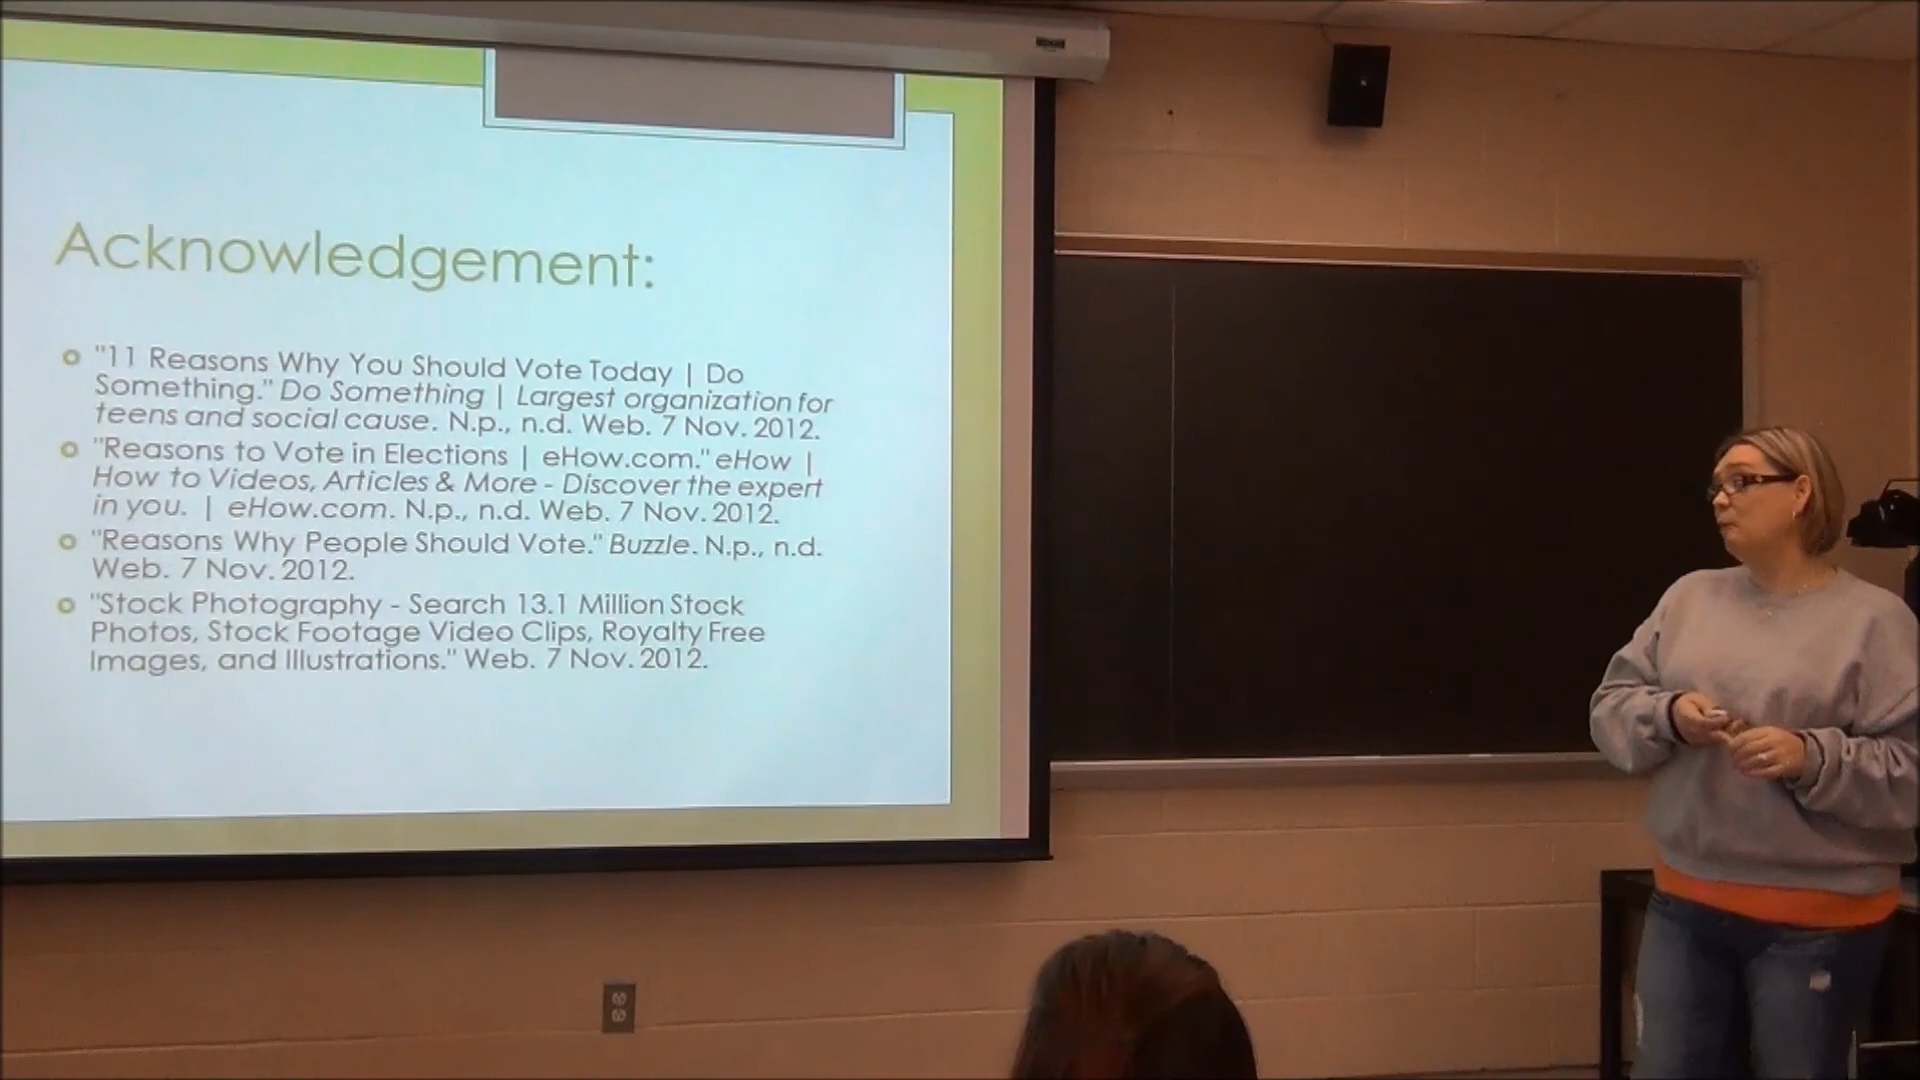 Acknowledgement:
"11 Reasons Why You Should Vote Today | Do
Something." Do Something | Largest organization for
teens and social cause. N.p., n.d. Web. 7 Nov. 2012.
"Reasons to Vote in Elections | eHow.com." eHow |
How to Videos, Articles & More - Discover the expert
in you. | eHow.com. N.p., n.d. Web. 7 Nov. 2012.
"Reasons Why People Should Vote." Buzzle. N.p., n.d.
Web. 7 Nov. 2012.
"Stock Photography - Search 13.1 Million Stock
Photos, Stock Footage Video Clips, Royalty Free
Images, and Illustrations." Web. 7 Nov. 2012.